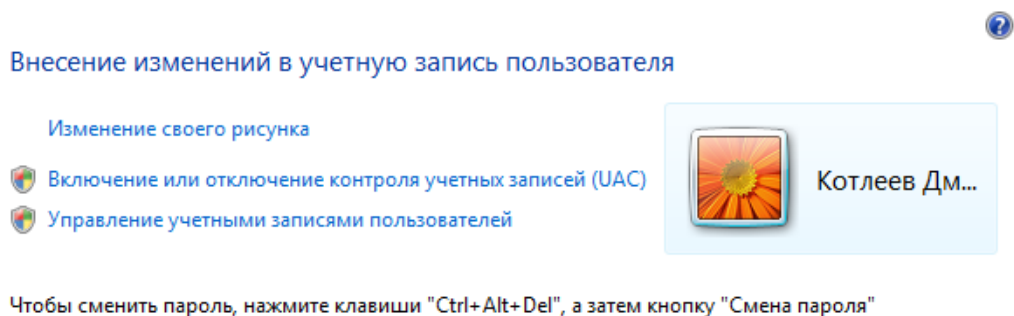 Внесение изменений в учетную запись пользователя
Изменение своего рисунка
Включение или отключение контроля учетных записей (UAC)
Управление учетными записями пользователей
Котлеев Дм...
Чтобы сменить пароль, нажмите клавиши "Ctrl+Alt+Del", а затем кнопку "Смена пароля"